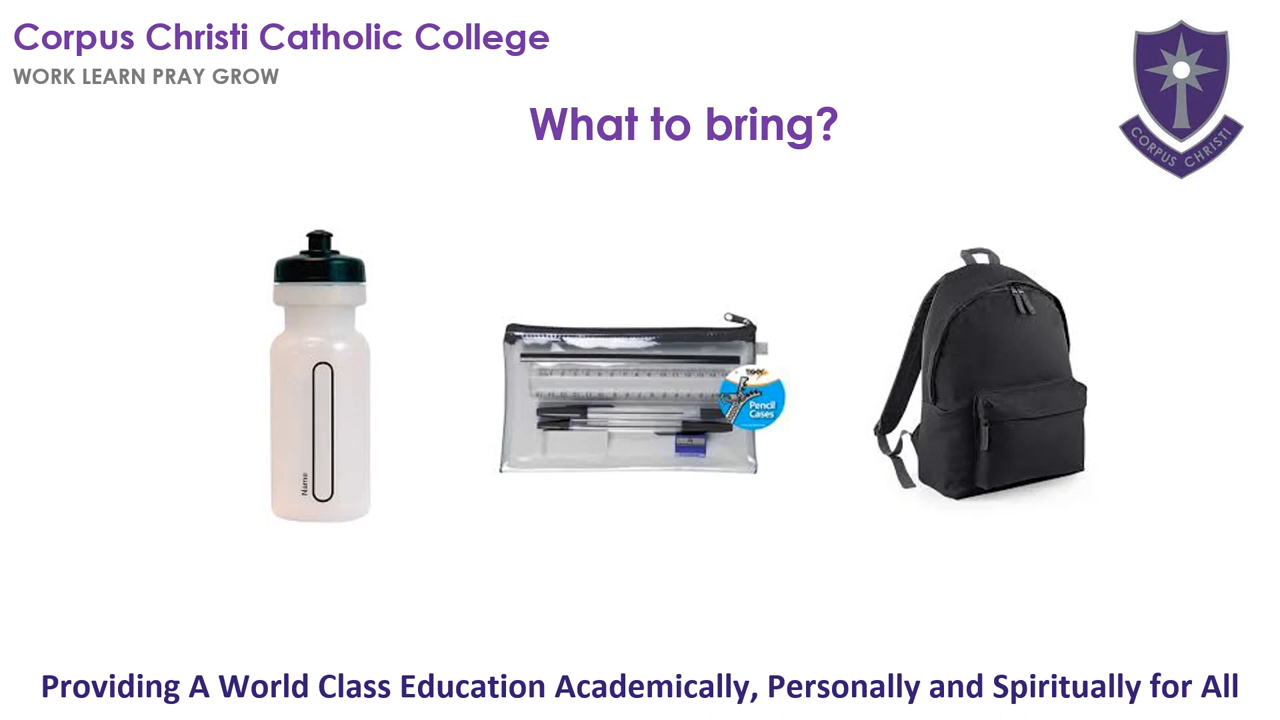 Corpus Christi Catholic College
WORK LEARN PRAY GROW
What to bring?
CORPUS CHRISTI
Name
Pencil
Cases
Providing A World Class Education Academically, Personally and Spiritually for All